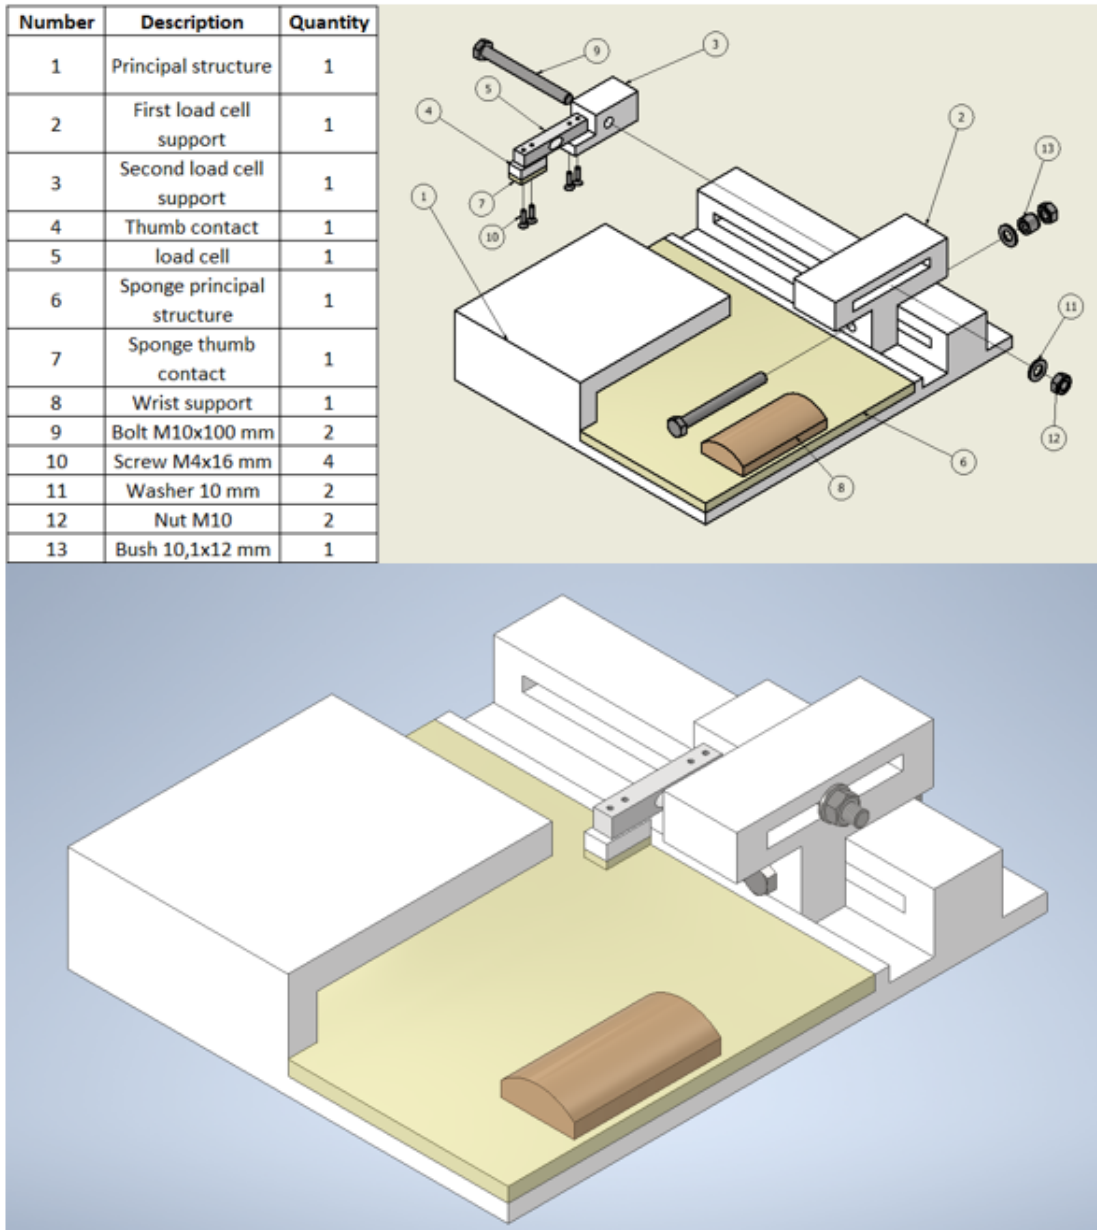 Number Description Quantity
1 Principal structure 1
First load cell
2 1
support
Second load cell
3 1
support
4 Thumb contact 1
5 load cell 1
Sponge principal
6 1
structure
Sponge thumb
7 1
contact
8 Wrist support 1
9 Bolt M10x100 mm 2
10 Screw M4x16 mm 4
11 Washer 10 mm 2
12 Nut M10 2
13 Bush 10,1x12 mm 1
9
3
5
4
2
13
7
1
10
11
12
6
8